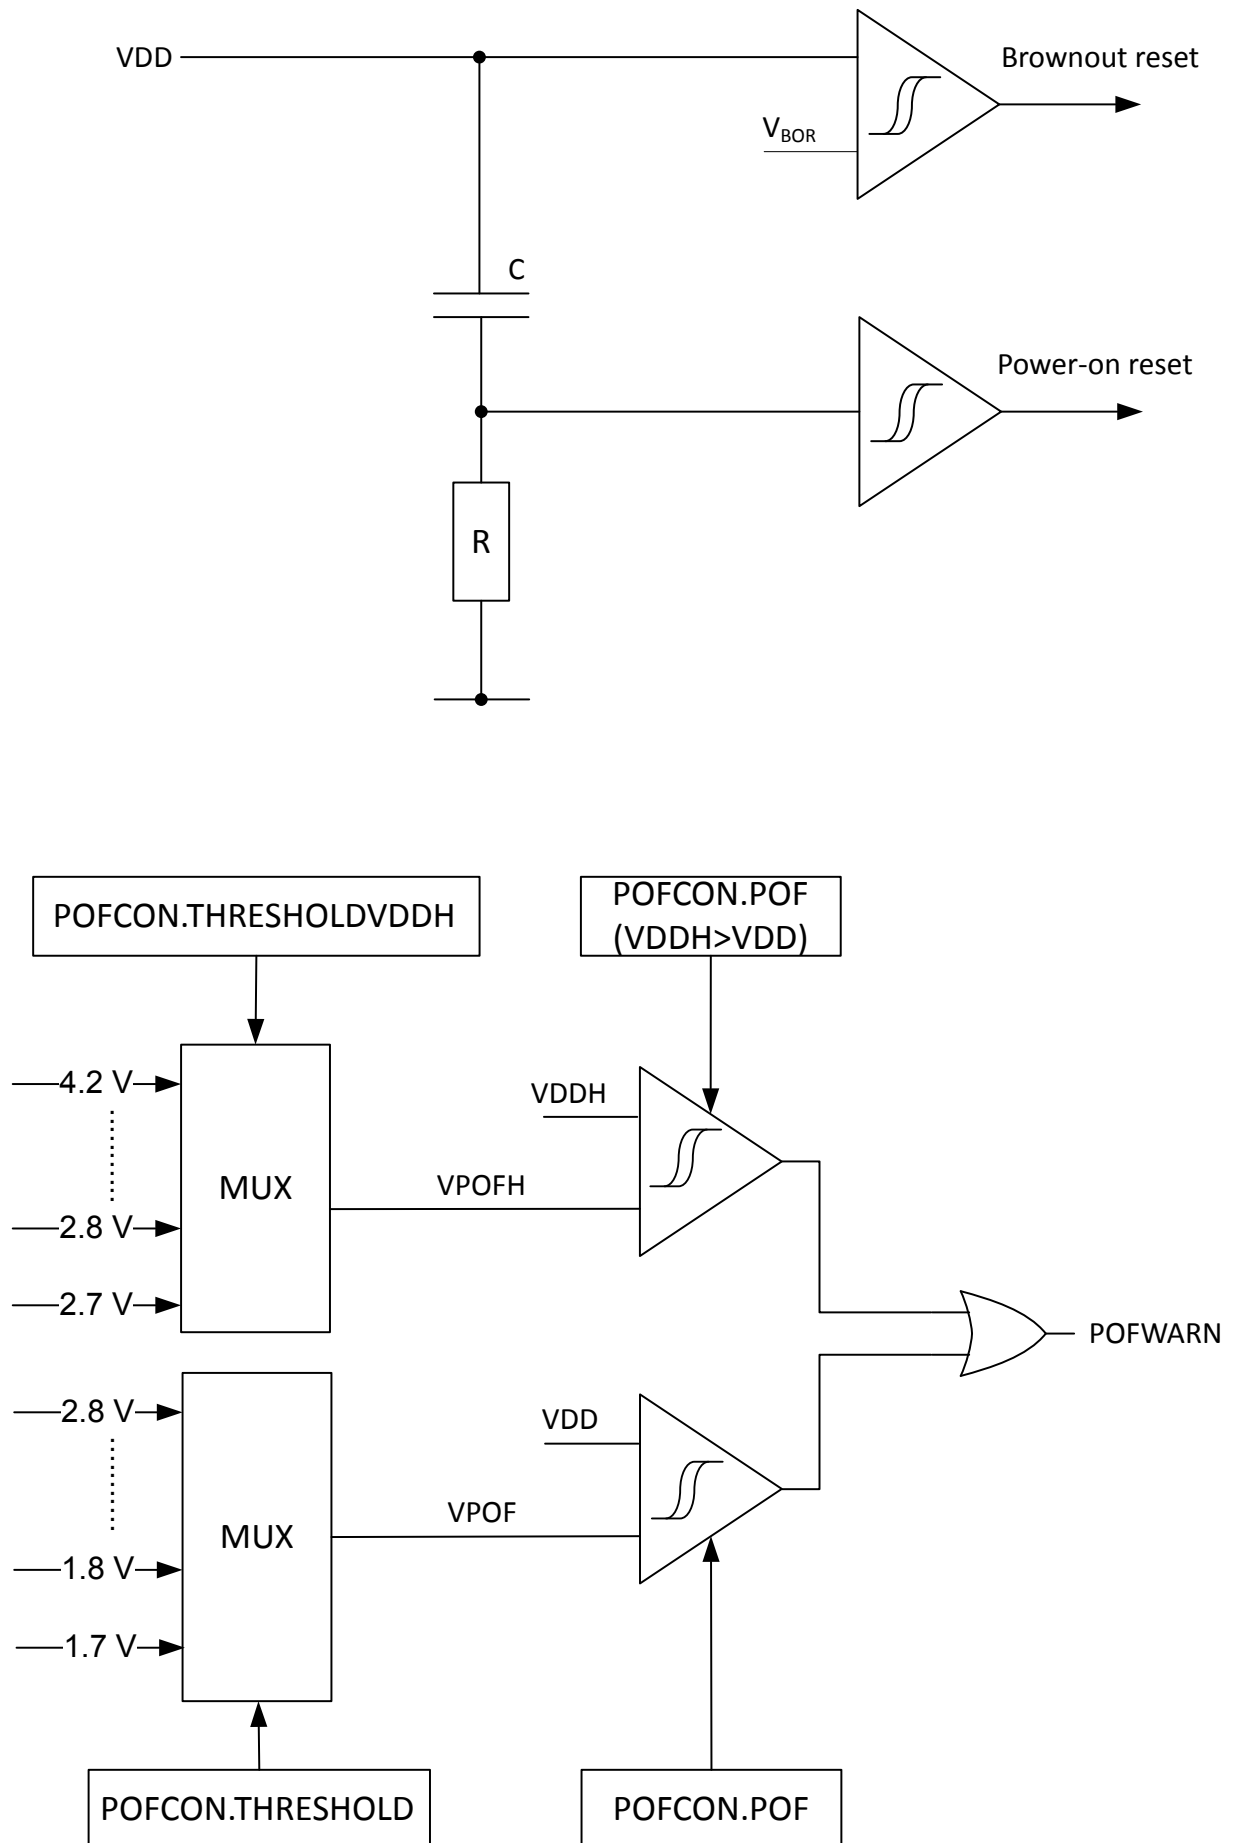 VDD
Brownout reset
VBOR
C
Power-on reset
R
POFCON.THRESHOLDVDDH
POFCON.POF
(VDDH>VDD)
4.2 V
VDDH
MUX
VPOFH
2.8 V
2.7 V
POFWARN
2.8 V
VDD
MUX
VPOF
1.8 V
1.7 V
POFCON.THRESHOLD
POFCON.POF